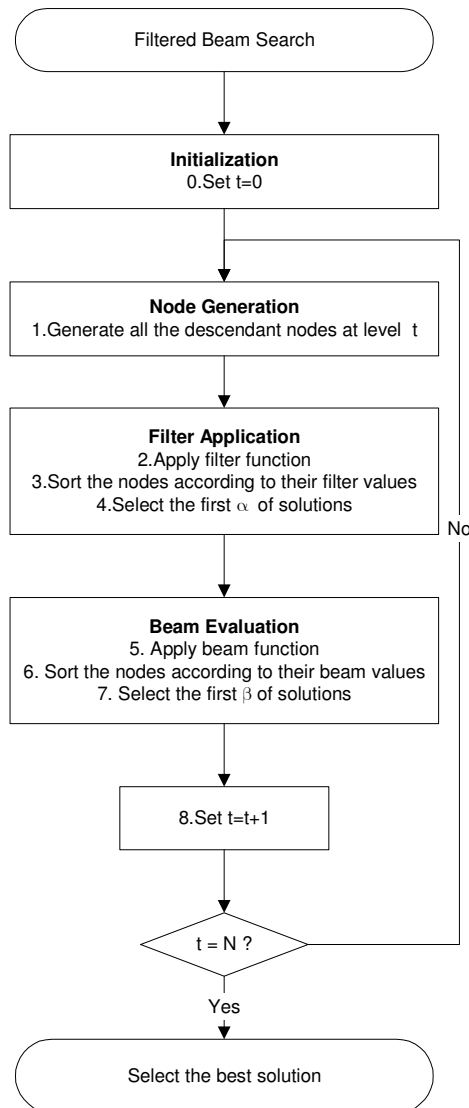 Filtered Beam Search
Initialization
0.Set t=0
Node Generation
1.Generate all the descendant nodes at level t
Filter Application
2.Apply filter function
3.Sort the nodes according to their filter values
4.Select the first α of solutions
No
Beam Evaluation
5. Apply beam function
6. Sort the nodes according to their beam values
7. Select the first β of solutions
8.Set t=t+1
t = N ?
Yes
Select the best solution